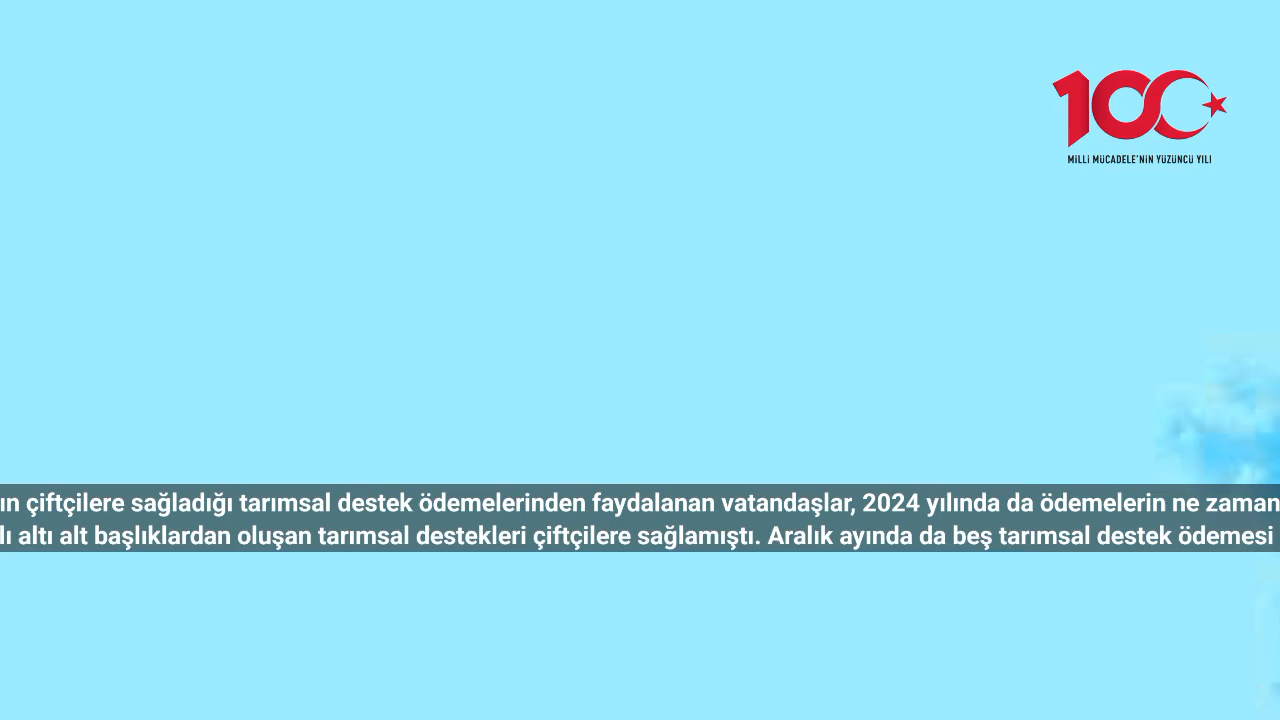 100
MİLLİ MÜCADELE'NİN YÜZÜNCÜ YILI
ın çiftçilere sağladığı tarımsal destek ödemelerinden faydalanan vatandaşlar, 2024 yılında da ödemelerin ne zaman
lı altı alt başlıklardan oluşan tarımsal destekleri çiftçilere sağlamıştı. Aralık ayında da beş tarımsal destek ödemesi